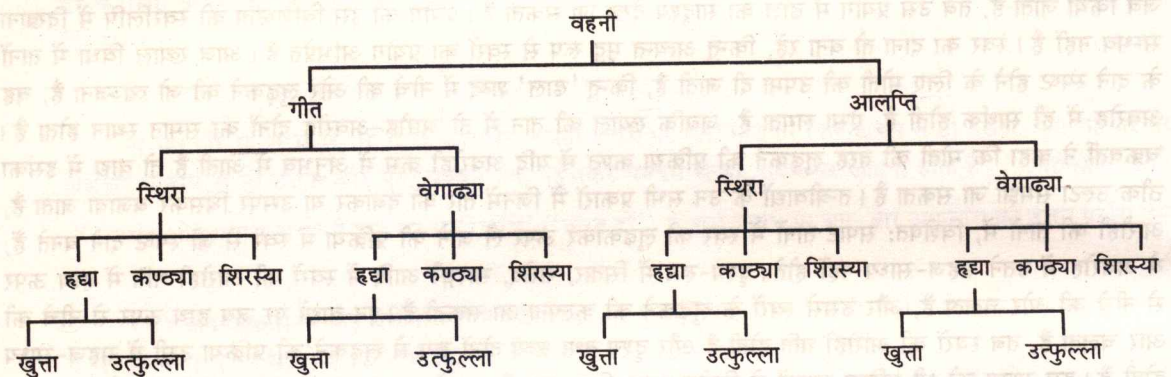 वहनी
गीत आलप्ति
स्थिरा वेगाढ्या स्थिरा वेगाढ्या
हृद्या कण्ठ्या शिरस्या हृद्या कण्ठ्या शिरस्या हृद्या कण्ठ्या शिरस्या हृद्या कण्ठ्या शिरस्या
खुत्ता उत्फुल्ला खुत्ता उत्फुल्ला खुत्ता उत्फुल्ला खुत्ता उत्फुल्ला